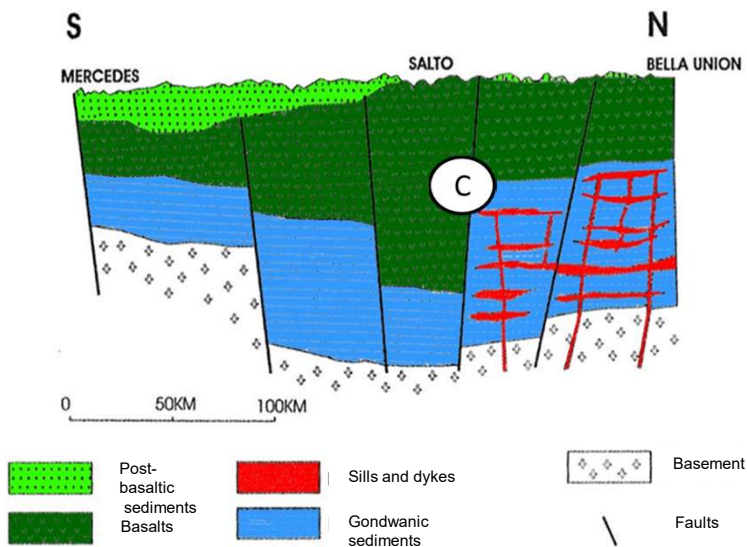 S
N
MERCEDES
SALTO
BELLA UNION
C
0 50KM 100KM
Post-
basaltic
sediments
Basalts
Sills and dykes
Gondwanic
sediments
Basement
Faults